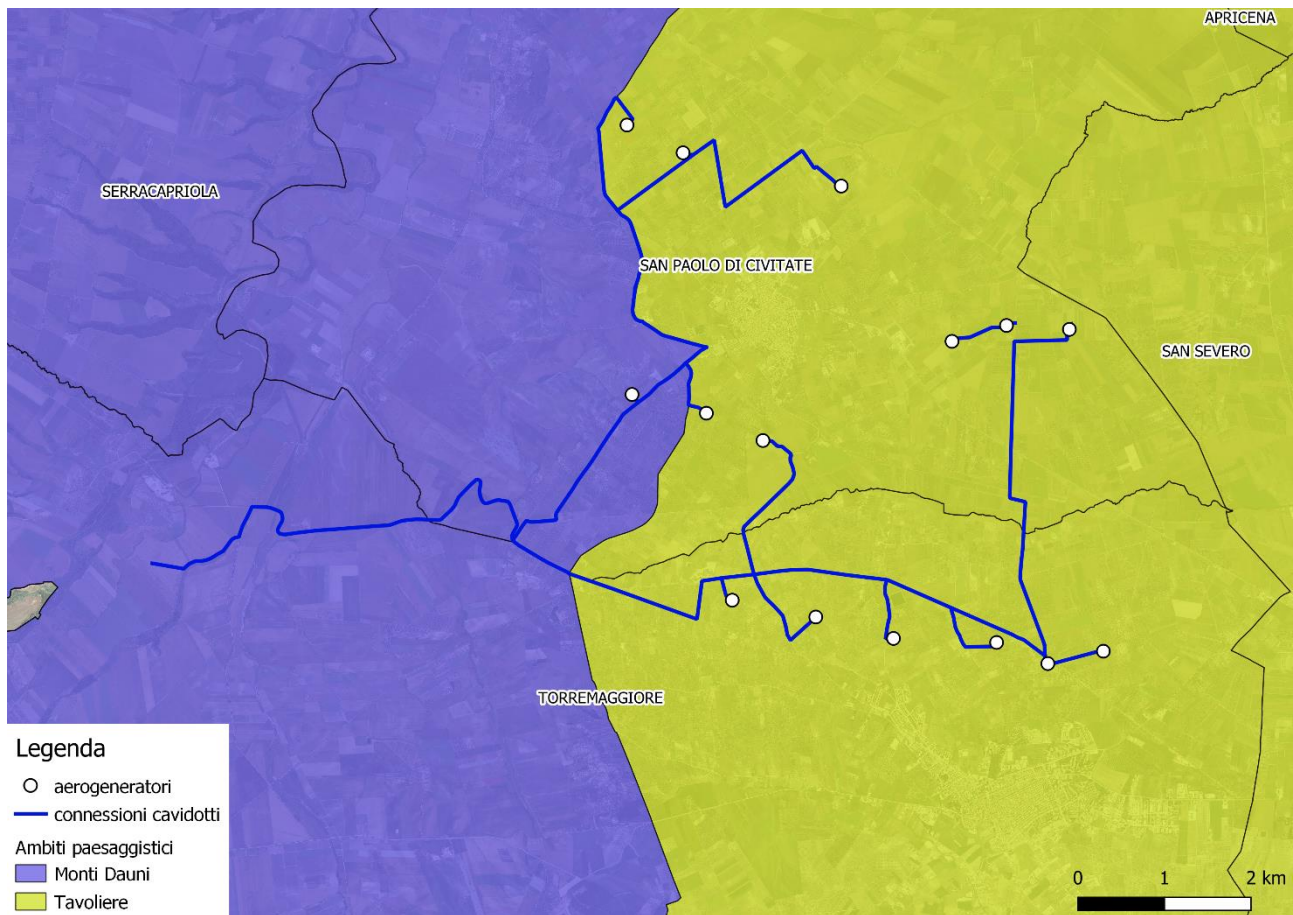 APRICENA
SERRACAPRIOLA
SAN PAOLO DI CIVITATE
SAN SEVERO
TORREMAGGIORE
Legenda
aerogeneratori
connessioni cavidotti
Ambiti paesaggistici
Monti Dauni
Tavoliere
0 1 2 km